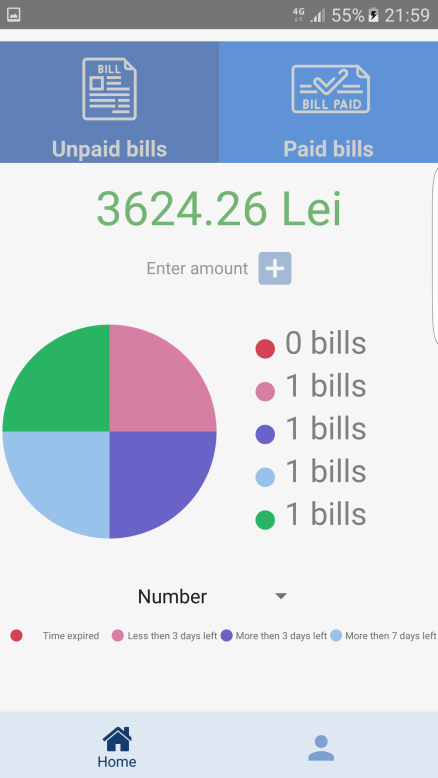 4G 55% 21:59
BILL
BILL PAID
Unpaid bills Paid bills
3624.26 Lei
Enter amount
0 bills
1 bills
1 bills
1 bills
1 bills
Number
Time expired Less then 3 days left More then 3 days left More then 7 days left
Home